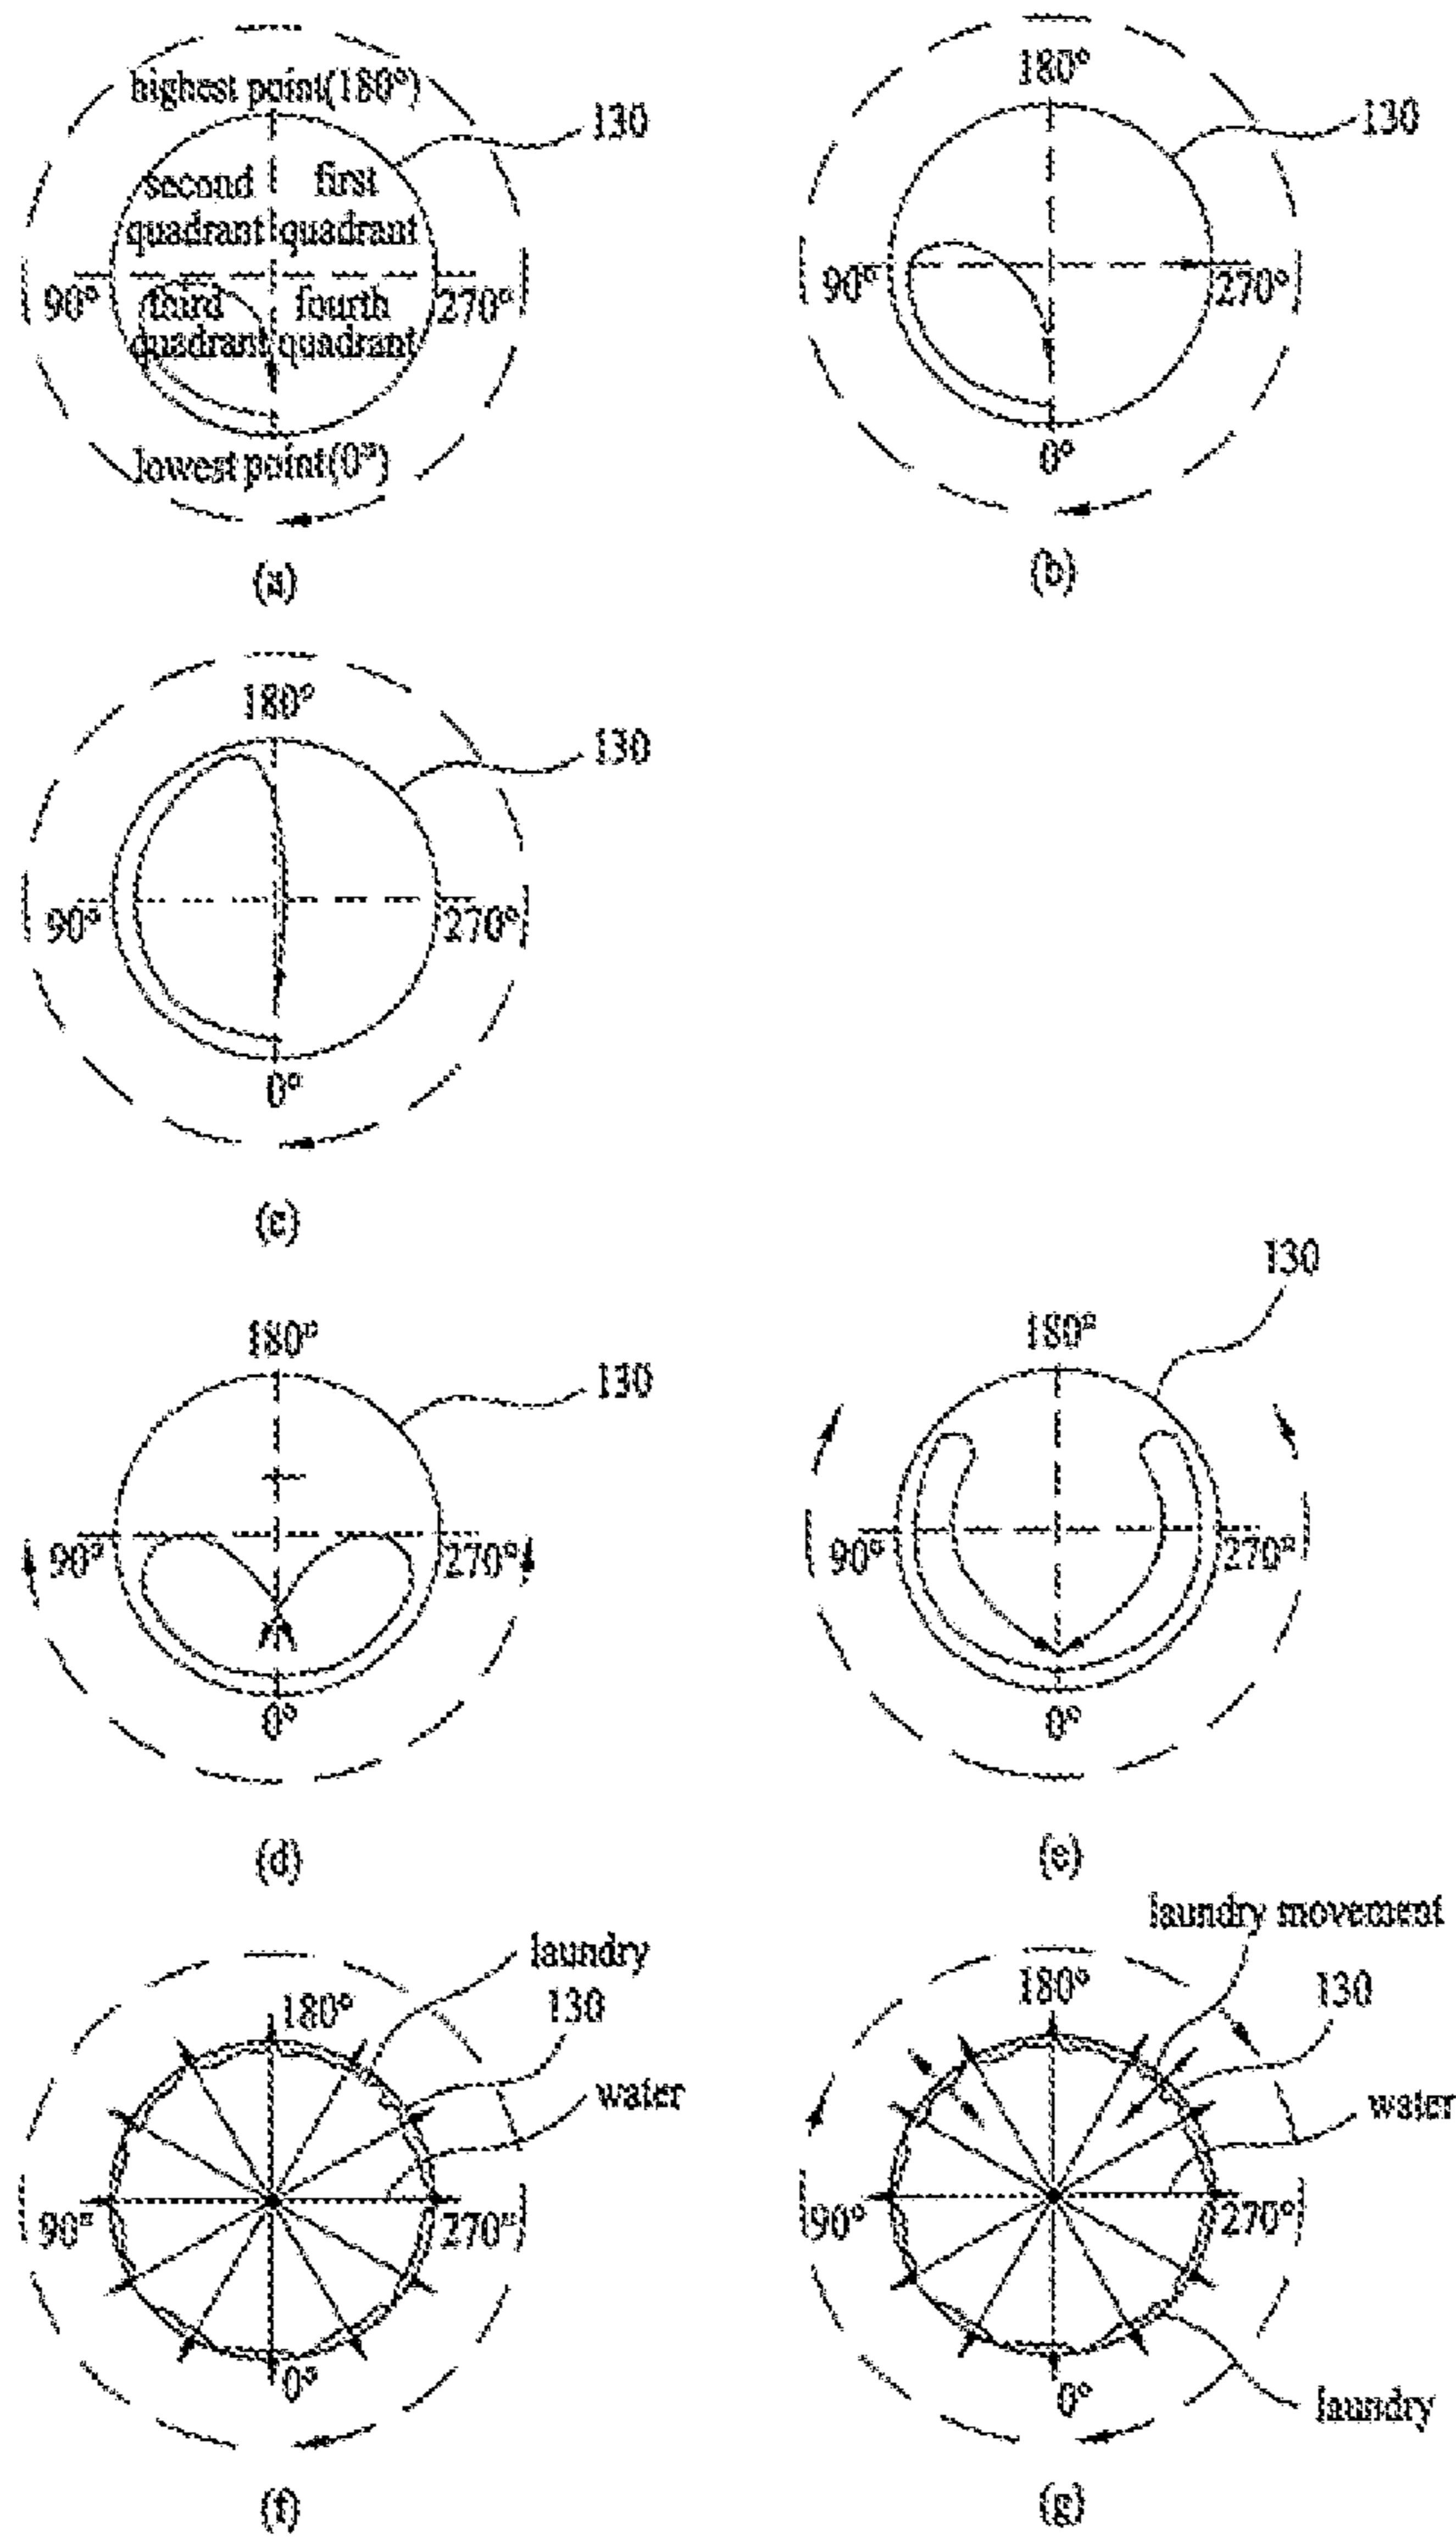 highest point(180°)
130
second first
quadrant quadrant
90° third fourth 270°
quadrant quadrant
lowest point(0°)
(a)
180°
130
90° 270°
0°
(b)
180°
130
90° 270°
0°
(c)
180°
130
90° 270°
0°
(d)
130
180°
90° 270°
0°
(e)
laundry
180° 130
water
90° 270°
0°
(f)
laundry movement
180° 130
water
90° 270°
0°
laundry
(g)